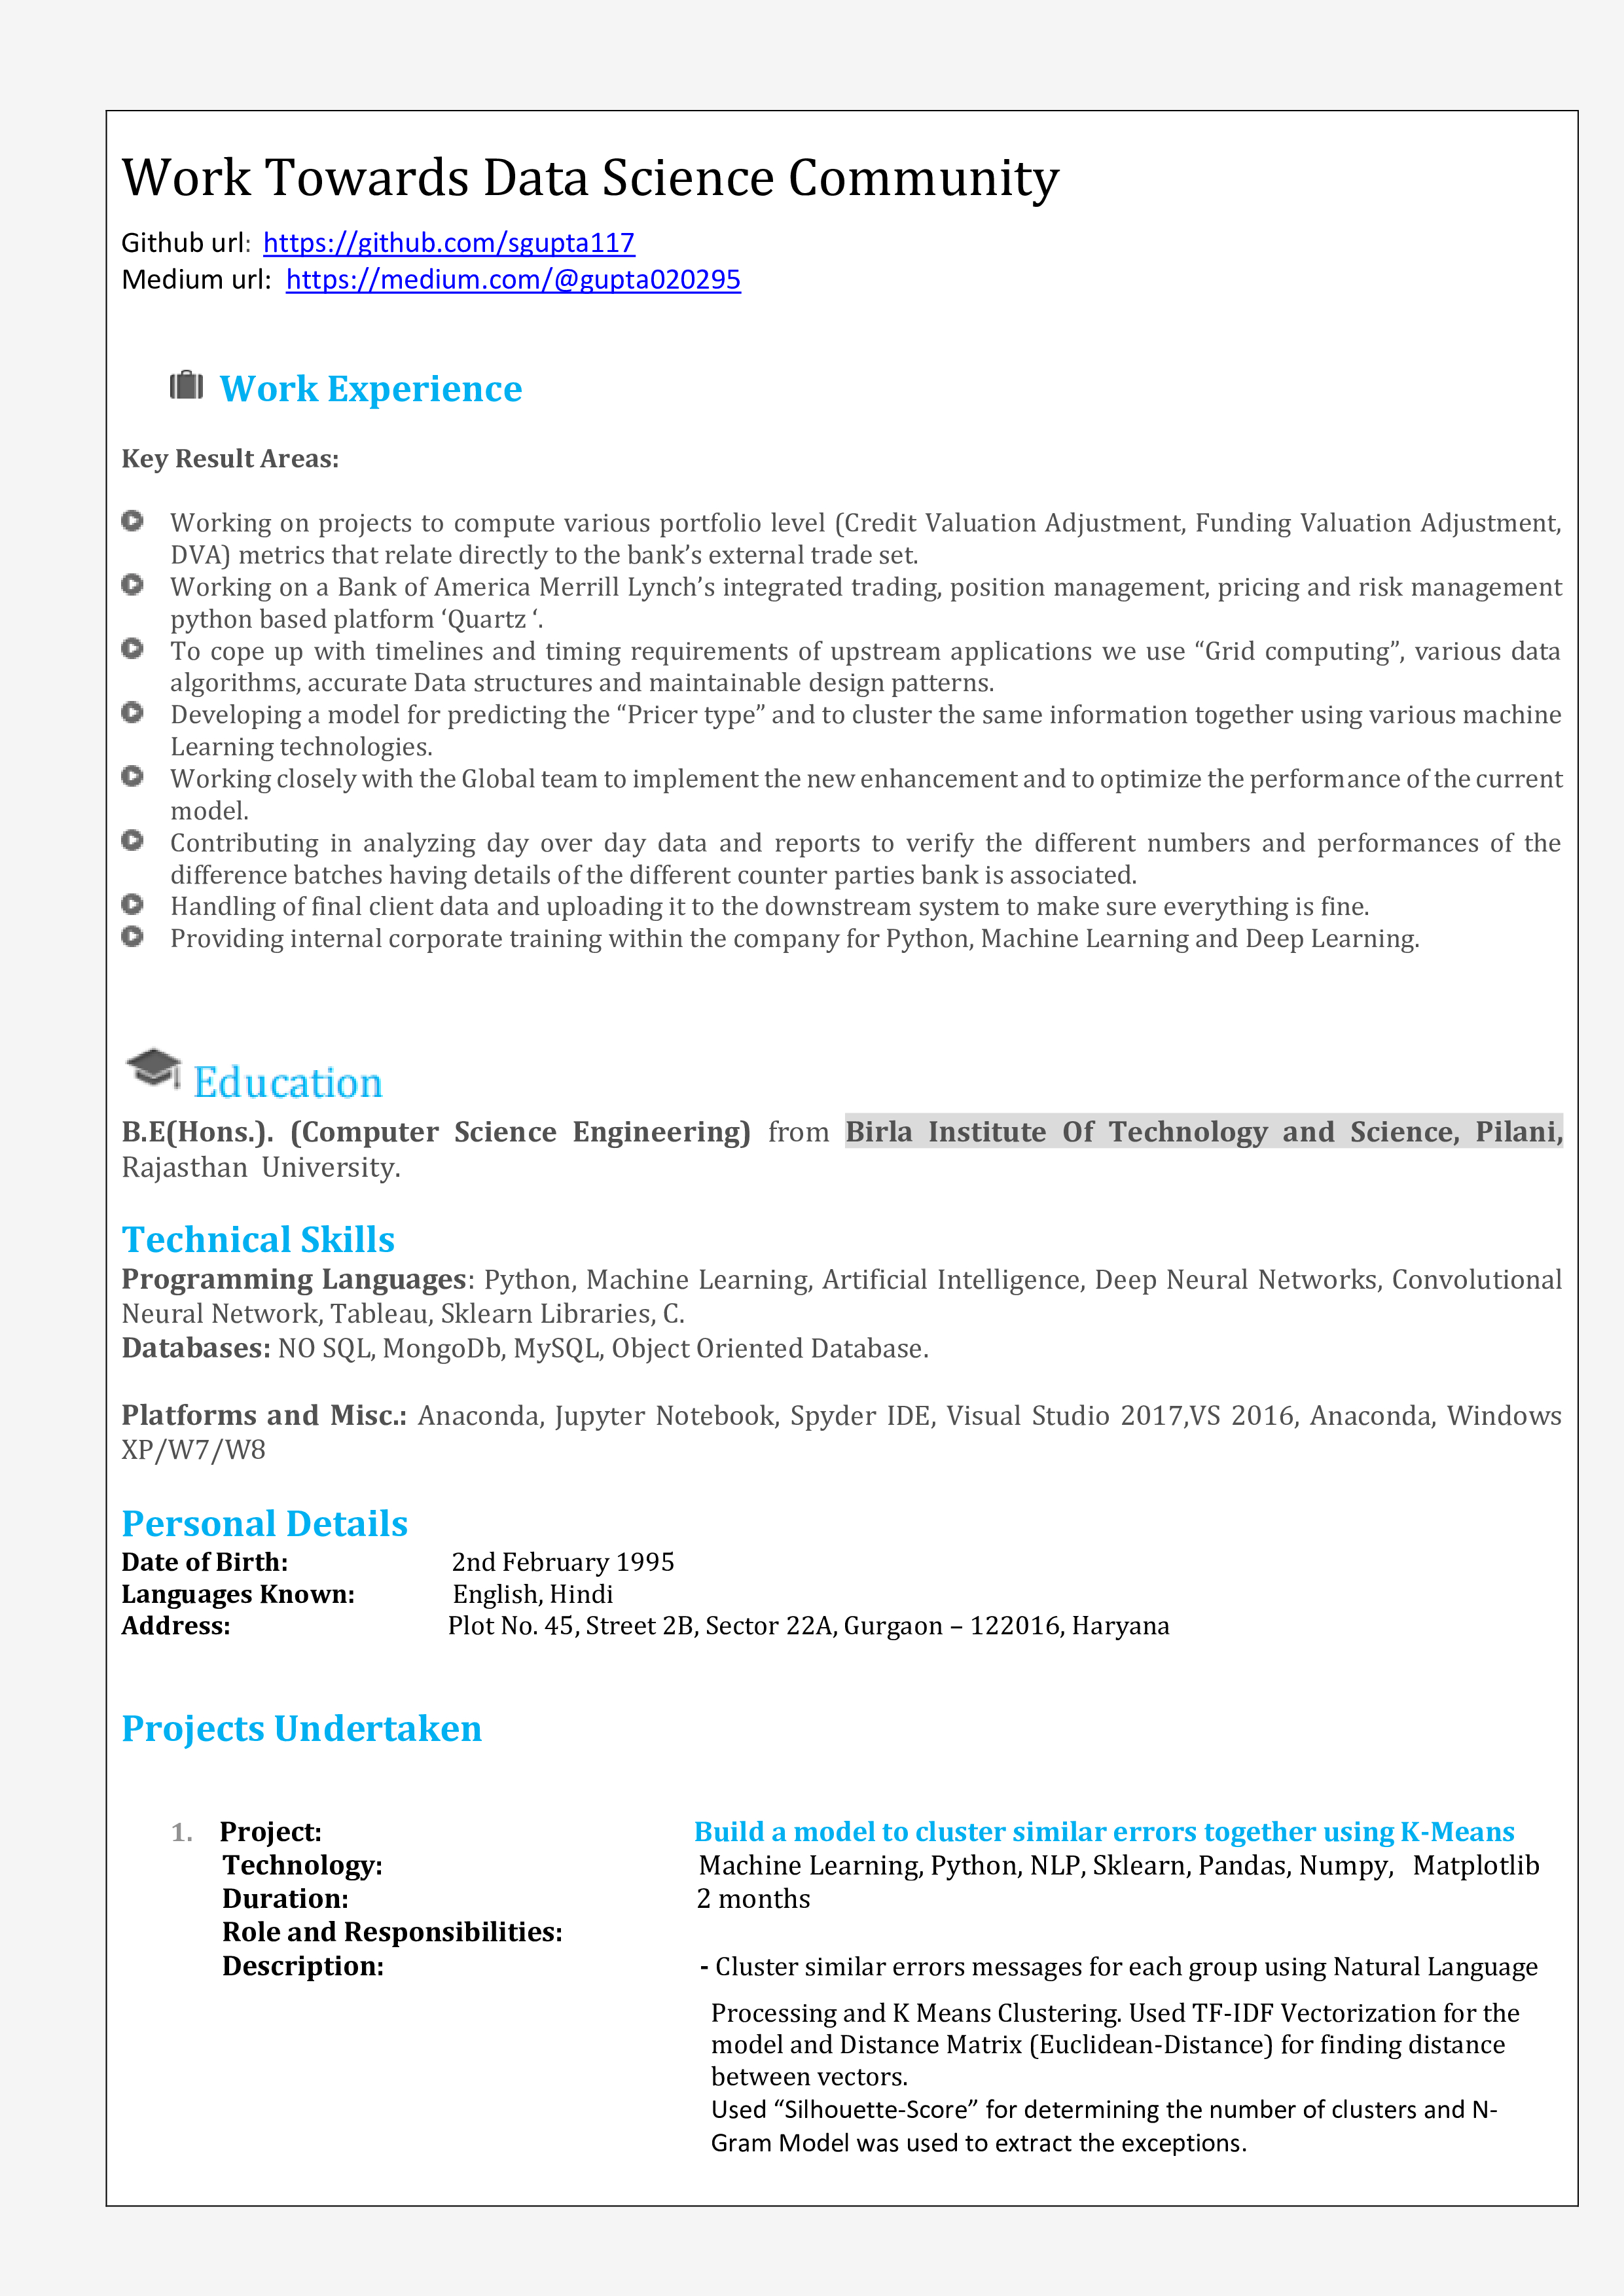 Work Towards Data Science Community
Github url: https://github.com/sgupta117
Medium url: https://medium.com/@gupta020295
Work Experience
Key Result Areas:
Working on projects to compute various portfolio level (Credit Valuation Adjustment, Funding Valuation Adjustment,
DVA) metrics that relate directly to the bank’s external trade set.
Working on a Bank of America Merrill Lynch’s integrated trading, position management, pricing and risk management
python based platform ‘Quartz ‘.
To cope up with timelines and timing requirements of upstream applications we use “Grid computing”, various data
algorithms, accurate Data structures and maintainable design patterns.
Developing a model for predicting the “Pricer type” and to cluster the same information together using various machine
Learning technologies.
Working closely with the Global team to implement the new enhancement and to optimize the performance of the current
model.
Contributing in analyzing day over day data and reports to verify the different numbers and performances of the
difference batches having details of the different counter parties bank is associated.
Handling of final client data and uploading it to the downstream system to make sure everything is fine.
Providing internal corporate training within the company for Python, Machine Learning and Deep Learning.
Education
B.E(Hons.). (Computer Science Engineering) from Birla Institute Of Technology and Science, Pilani,
Rajasthan University.
Technical Skills
Programming Languages: Python, Machine Learning, Artificial Intelligence, Deep Neural Networks, Convolutional
Neural Network, Tableau, Sklearn Libraries, C.
Databases: NO SQL, MongoDb, MySQL, Object Oriented Database.
Platforms and Misc.: Anaconda, Jupyter Notebook, Spyder IDE, Visual Studio 2017,VS 2016, Anaconda, Windows
XP/W7/W8
Personal Details
Date of Birth: 2nd February 1995
Languages Known: English, Hindi
Address: Plot No. 45, Street 2B, Sector 22A, Gurgaon – 122016, Haryana
Projects Undertaken
1. Project: Build a model to cluster similar errors together using K-Means
Technology: Machine Learning, Python, NLP, Sklearn, Pandas, Numpy, Matplotlib
Duration: 2 months
Role and Responsibilities:
Description: - Cluster similar errors messages for each group using Natural Language
Processing and K Means Clustering. Used TF-IDF Vectorization for the
model and Distance Matrix (Euclidean-Distance) for finding distance
between vectors.
Used “Silhouette-Score” for determining the number of clusters and N-
Gram Model was used to extract the exceptions.